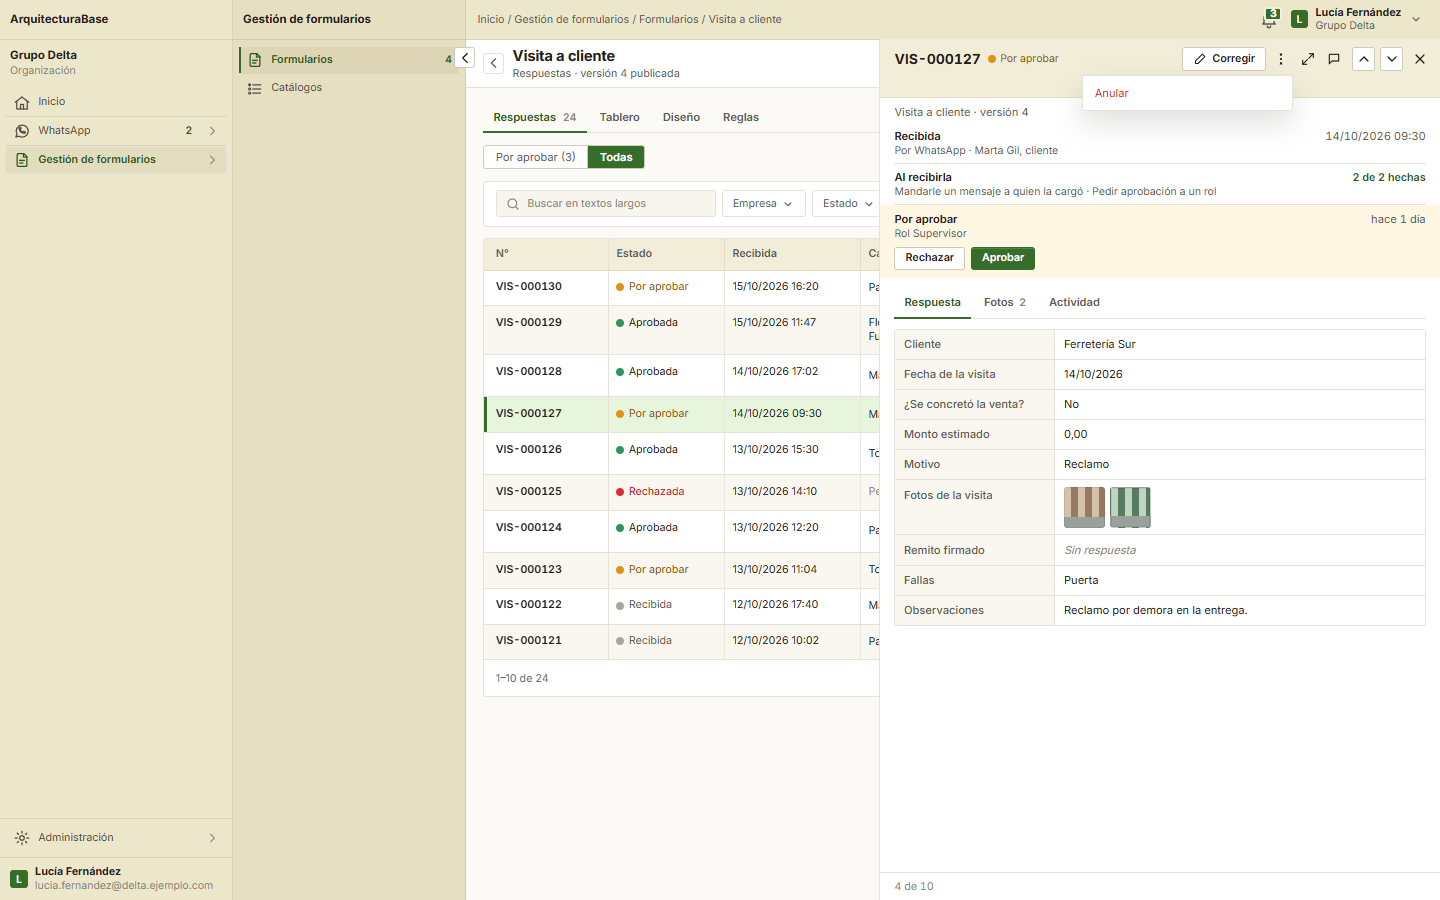 ArquitecturaBase
Grupo Delta
Organización
Inicio
WhatsApp 2
Gestión de formularios
Administración
L
Lucía Fernández
lucia.fernandez@delta.ejemplo.com
Gestión de formularios
Formularios 4
Catálogos
Inicio / Gestión de formularios / Formularios / Visita a cliente
3
L
Lucía Fernández
Grupo Delta
Visita a cliente
Respuestas · versión 4 publicada
Respuestas 24 Tablero Diseño Reglas
Por aprobar (3) Todas
Buscar en textos largos Empresa Estado
N° Estado Recibida Ca
VIS-000130 Por aprobar 15/10/2026 16:20 Pa
VIS-000129 Aprobada 15/10/2026 11:47 Flo
Fu
VIS-000128 Aprobada 14/10/2026 17:02 Ma
VIS-000127 Por aprobar 14/10/2026 09:30 Ma
VIS-000126 Aprobada 13/10/2026 15:30 To
VIS-000125 Rechazada 13/10/2026 14:10 Pe
VIS-000124 Aprobada 13/10/2026 12:20 Pa
VIS-000123 Por aprobar 13/10/2026 11:04 To
VIS-000122 Recibida 12/10/2026 17:40 Ma
VIS-000121 Recibida 12/10/2026 10:02 Pa
1–10 de 24
VIS-000127 Por aprobar Corregir
Anular
Visita a cliente · versión 4
Recibida 14/10/2026 09:30
Por WhatsApp · Marta Gil, cliente
Al recibirla 2 de 2 hechas
Mandarle un mensaje a quien la cargó · Pedir aprobación a un rol
Por aprobar hace 1 día
Rol Supervisor
Rechazar Aprobar
Respuesta Fotos 2 Actividad
Cliente Ferretería Sur
Fecha de la visita 14/10/2026
¿Se concretó la venta? No
Monto estimado 0,00
Motivo Reclamo
Fotos de la visita
Remito firmado Sin respuesta
Fallas Puerta
Observaciones Reclamo por demora en la entrega.
4 de 10